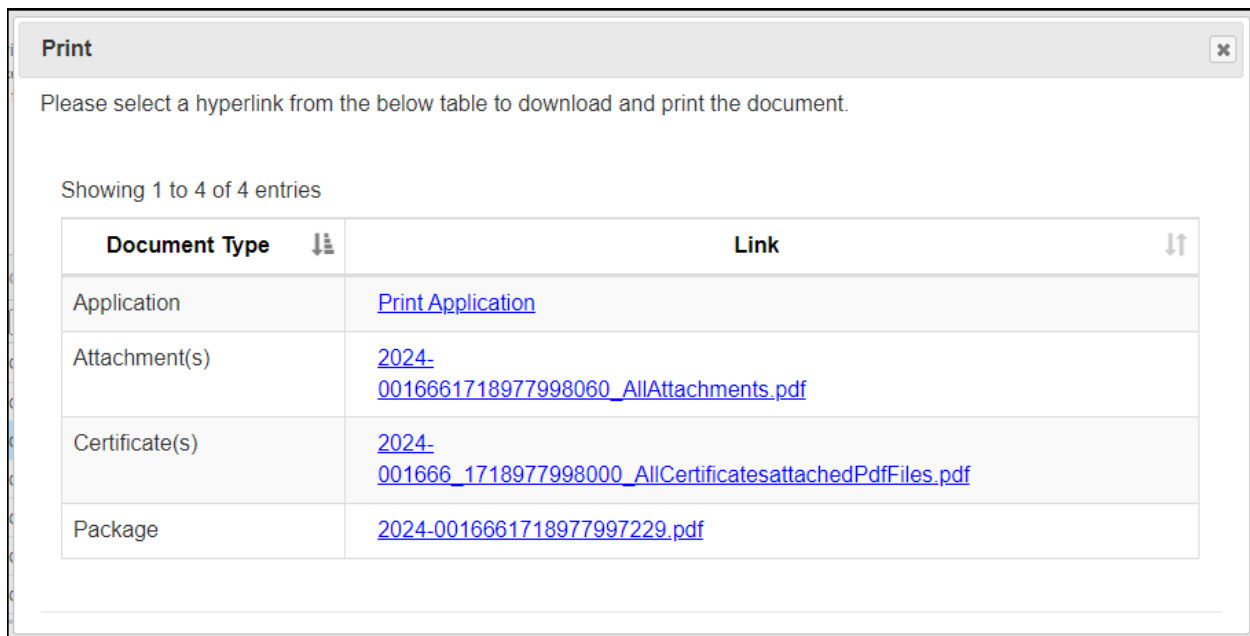 Print
Please select a hyperlink from the below table to download and print the document.
Showing 1 to 4 of 4 entries
Document Type Link
Application Print Application
Attachment(s) 2024-
0016661718977998060_AllAttachments.pdf
Certificate(s) 2024-
001666_1718977998000_AllCertificatesattachedPdfFiles.pdf
Package 2024-0016661718977997229.pdf